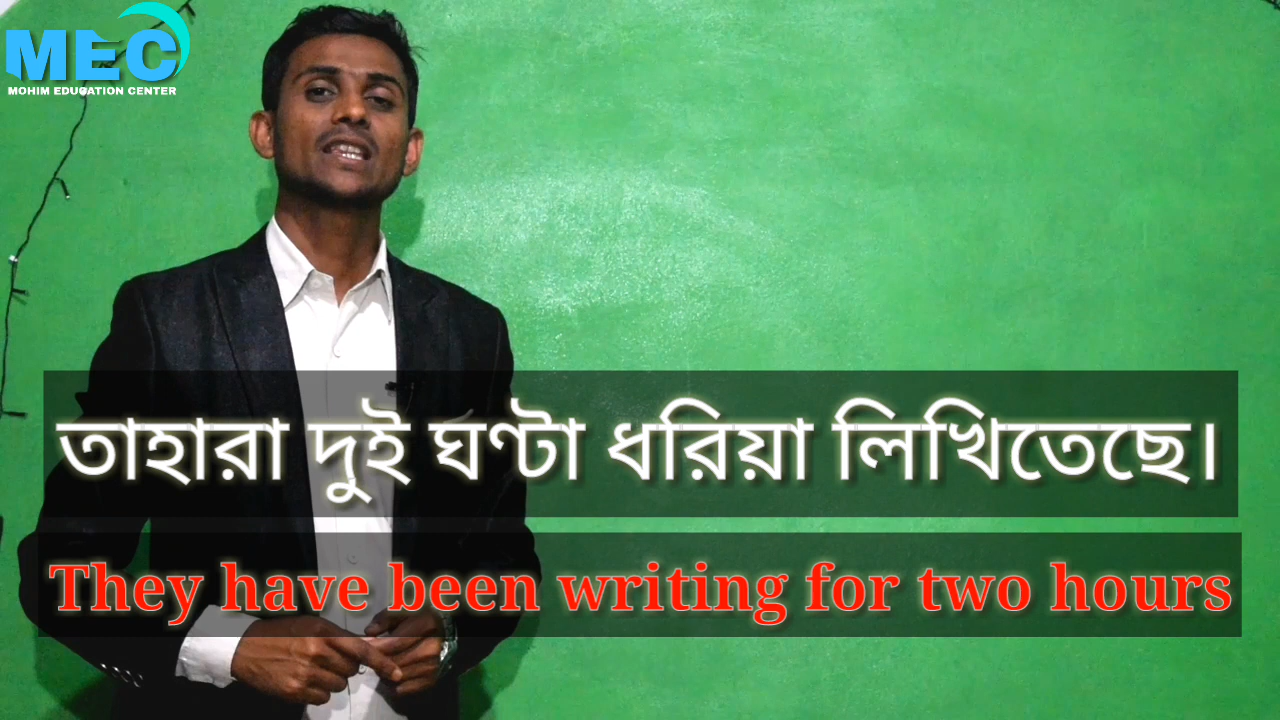 MEC
MOHIM EDUCATION CENTER
তাহারা দুই ঘণ্টা ধরিয়া লিখিতেছে।
They have been writing for two hours